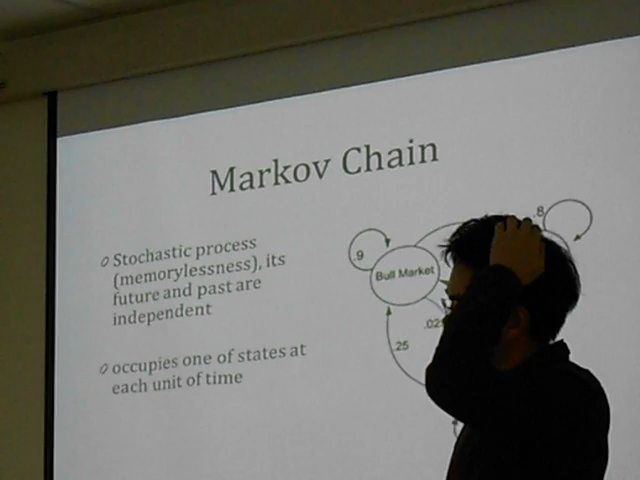 Markov Chain
Stochastic process
(memorylessness), its
future and past are
independent
occupies one of states at
each unit of time
.9
Bull Market
.8
.02
.25